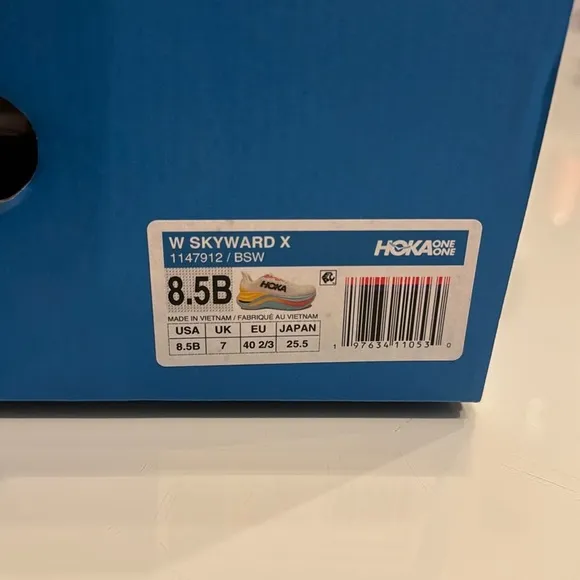 W SKYWARD X
1147912 / BSW
HOKA ONE ONE
8.5B
HOKA
MADE IN VIETNAM / FABRIQUÉ AU VIETNAM
USA UK EU JAPAN
8.5B 7 40 2/3 25.5
1 97634 11053 0